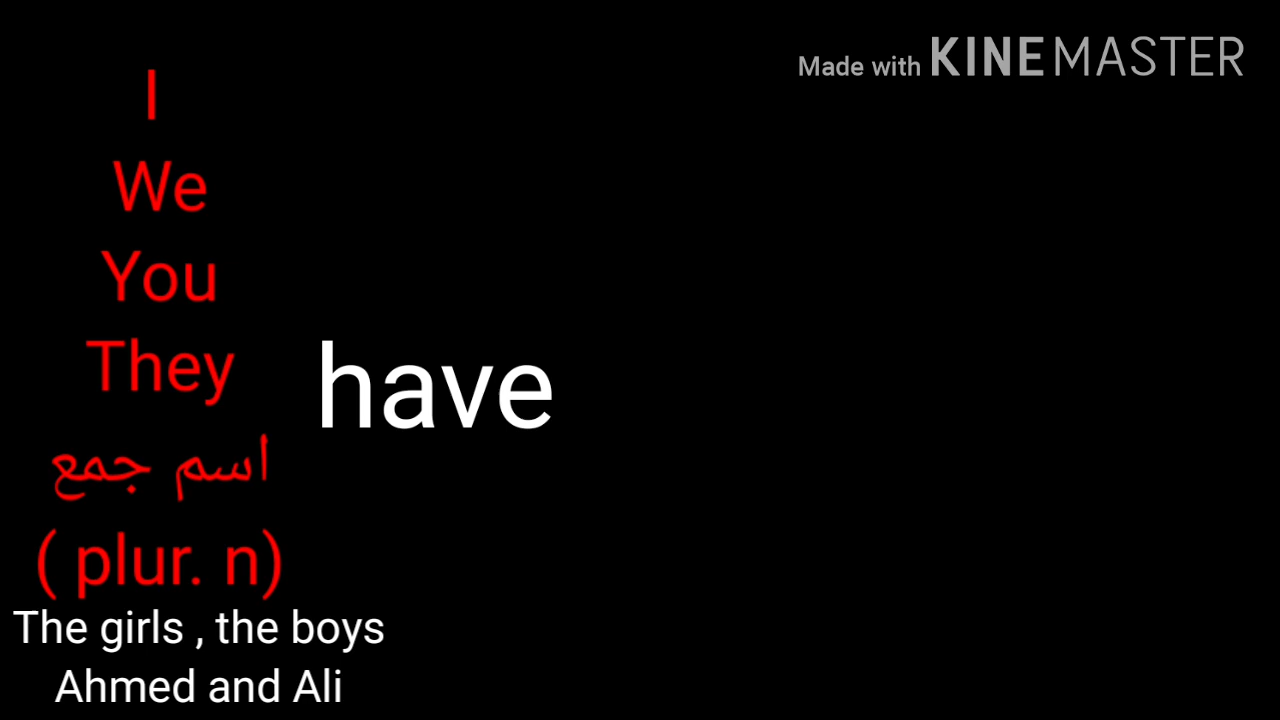 Made with KINEMASTER
I
We
You
They
have
اسم جمع
( plur. n)
The girls , the boys
Ahmed and Ali